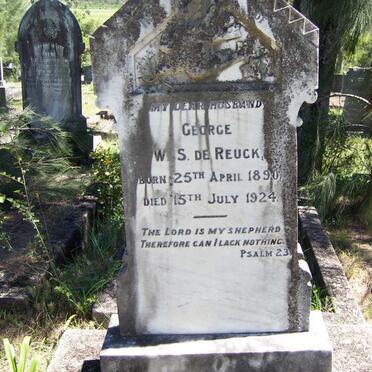 MY DEAR HUSBAND
GEORGE
W. S. DE REUCK,
BORN 25TH APRIL 1890
DIED 15TH JULY 1924.
THE LORD IS MY SHEPHERD
THEREFORE CAN I LACK NOTHING.
PSALM 23